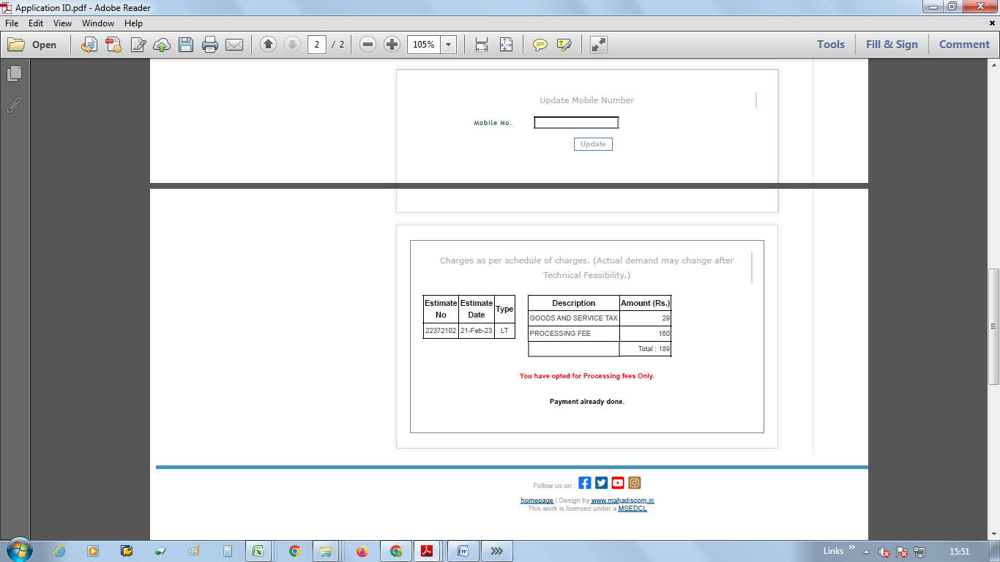 Application ID.pdf - Adobe Reader
File Edit View Window Help
Open 2 / 2 105% Tools Fill & Sign Comment
Update Mobile Number
Mobile No.
Update
Charges as per schedule of charges. (Actual demand may change after
Technical Feasibility.)
Estimate No Estimate Date Type
22372102 21-Feb-23 LT
Description Amount (Rs.)
GOODS AND SERVICE TAX 29
PROCESSING FEE 160
Total : 189
You have opted for Processing fees Only.
Payment already done.
Follow us on :
homepage | Design by www.mahadiscom.in
This work is licensed under a MSEDCL
Links 15:51